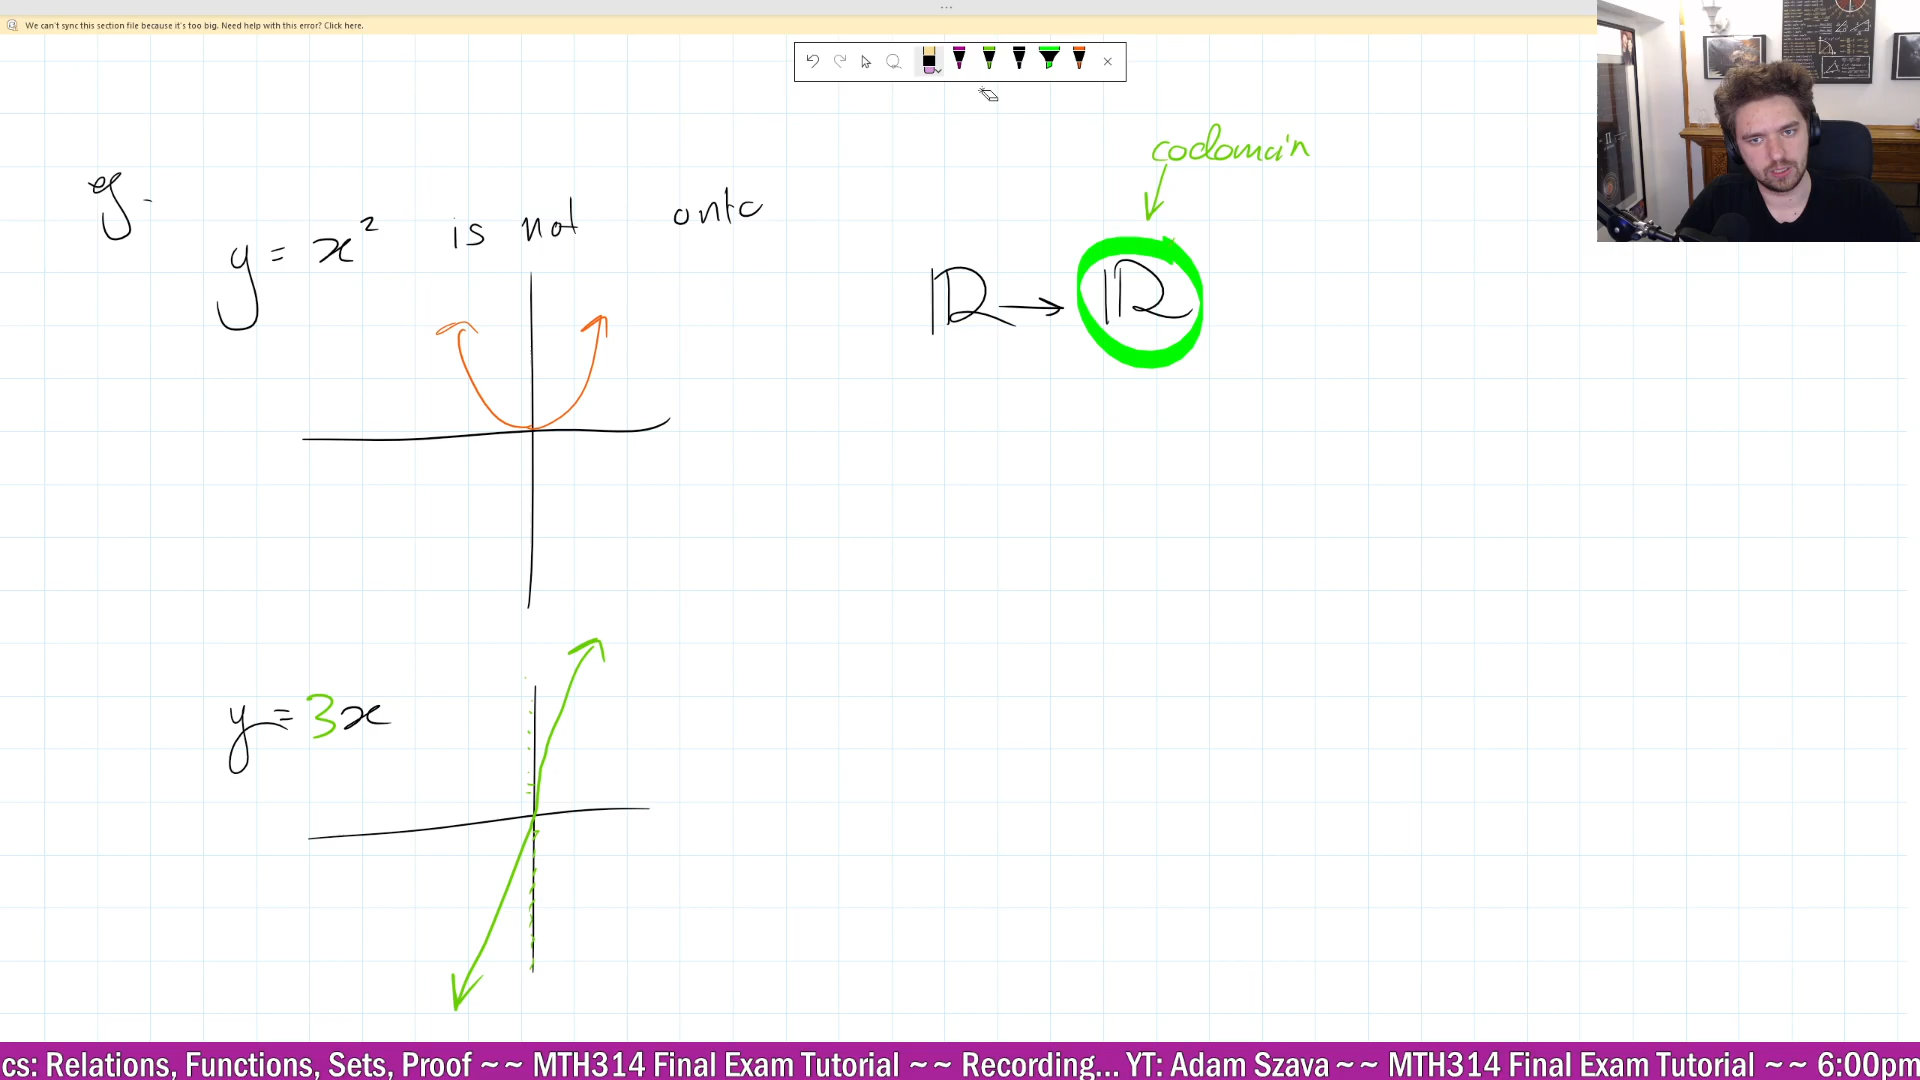 We can't sync this section file because it's too big. Need help with this error? Click here.
codomain
eg.
y = x² is not onto
ℝ → ℝ
y = 3x
cs: Relations, Functions, Sets, Proof ~~ MTH314 Final Exam Tutorial ~~ Recording... YT: Adam Szava ~~ MTH314 Final Exam Tutorial ~~ 6:00pm